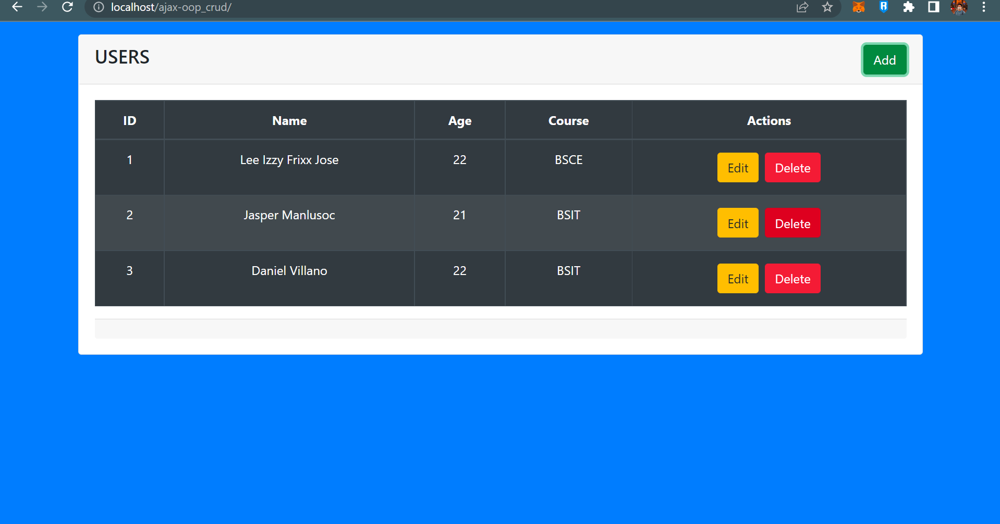 localhost/ajax-oop_crud/
USERS
Add
ID Name Age Course Actions
1 Lee Izzy Frixx Jose 22 BSCE Edit Delete
2 Jasper Manlusoc 21 BSIT Edit Delete
3 Daniel Villano 22 BSIT Edit Delete